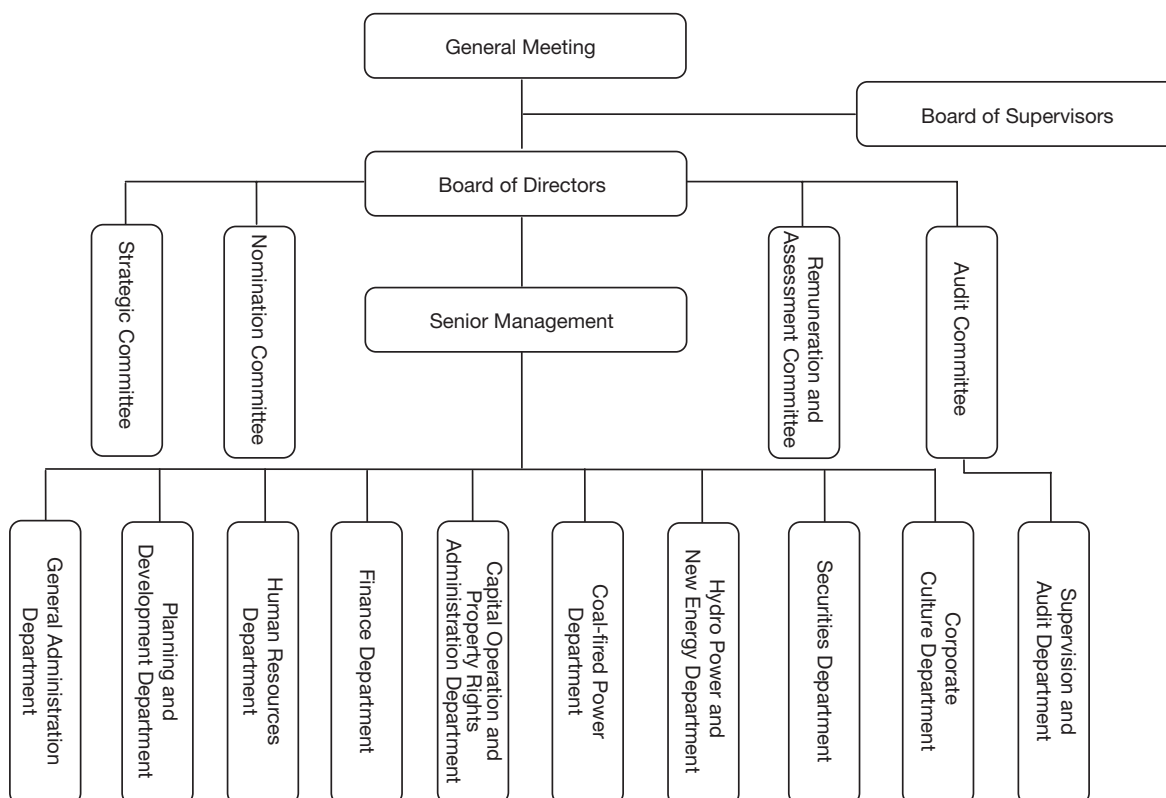 General Meeting
Board of Supervisors
Board of Directors
Strategic Committee
Nomination Committee
Remuneration and
Assessment Committee
Audit Committee
Senior Management
General Administration
Department
Planning and
Development Department
Human Resources
Department
Finance Department
Capital Operation and
Property Rights
Administration Department
Coal-fired Power
Department
Hydro Power and
New Energy Department
Securities Department
Corporate
Culture Department
Supervision and
Audit Department